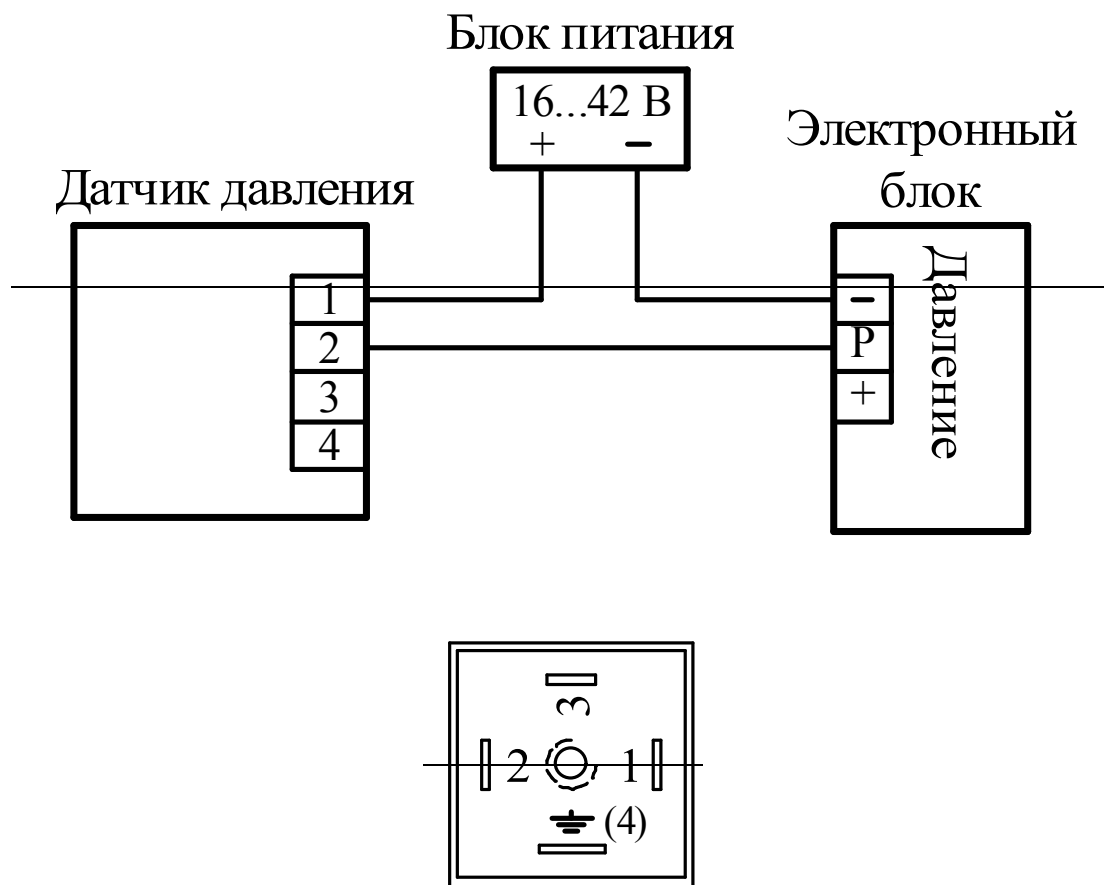 Блок питания
16...42 В
+ −
Электронный
блок
Датчик давления
1
2
3
4
−
P
+
Давление
3
2
1
(4)